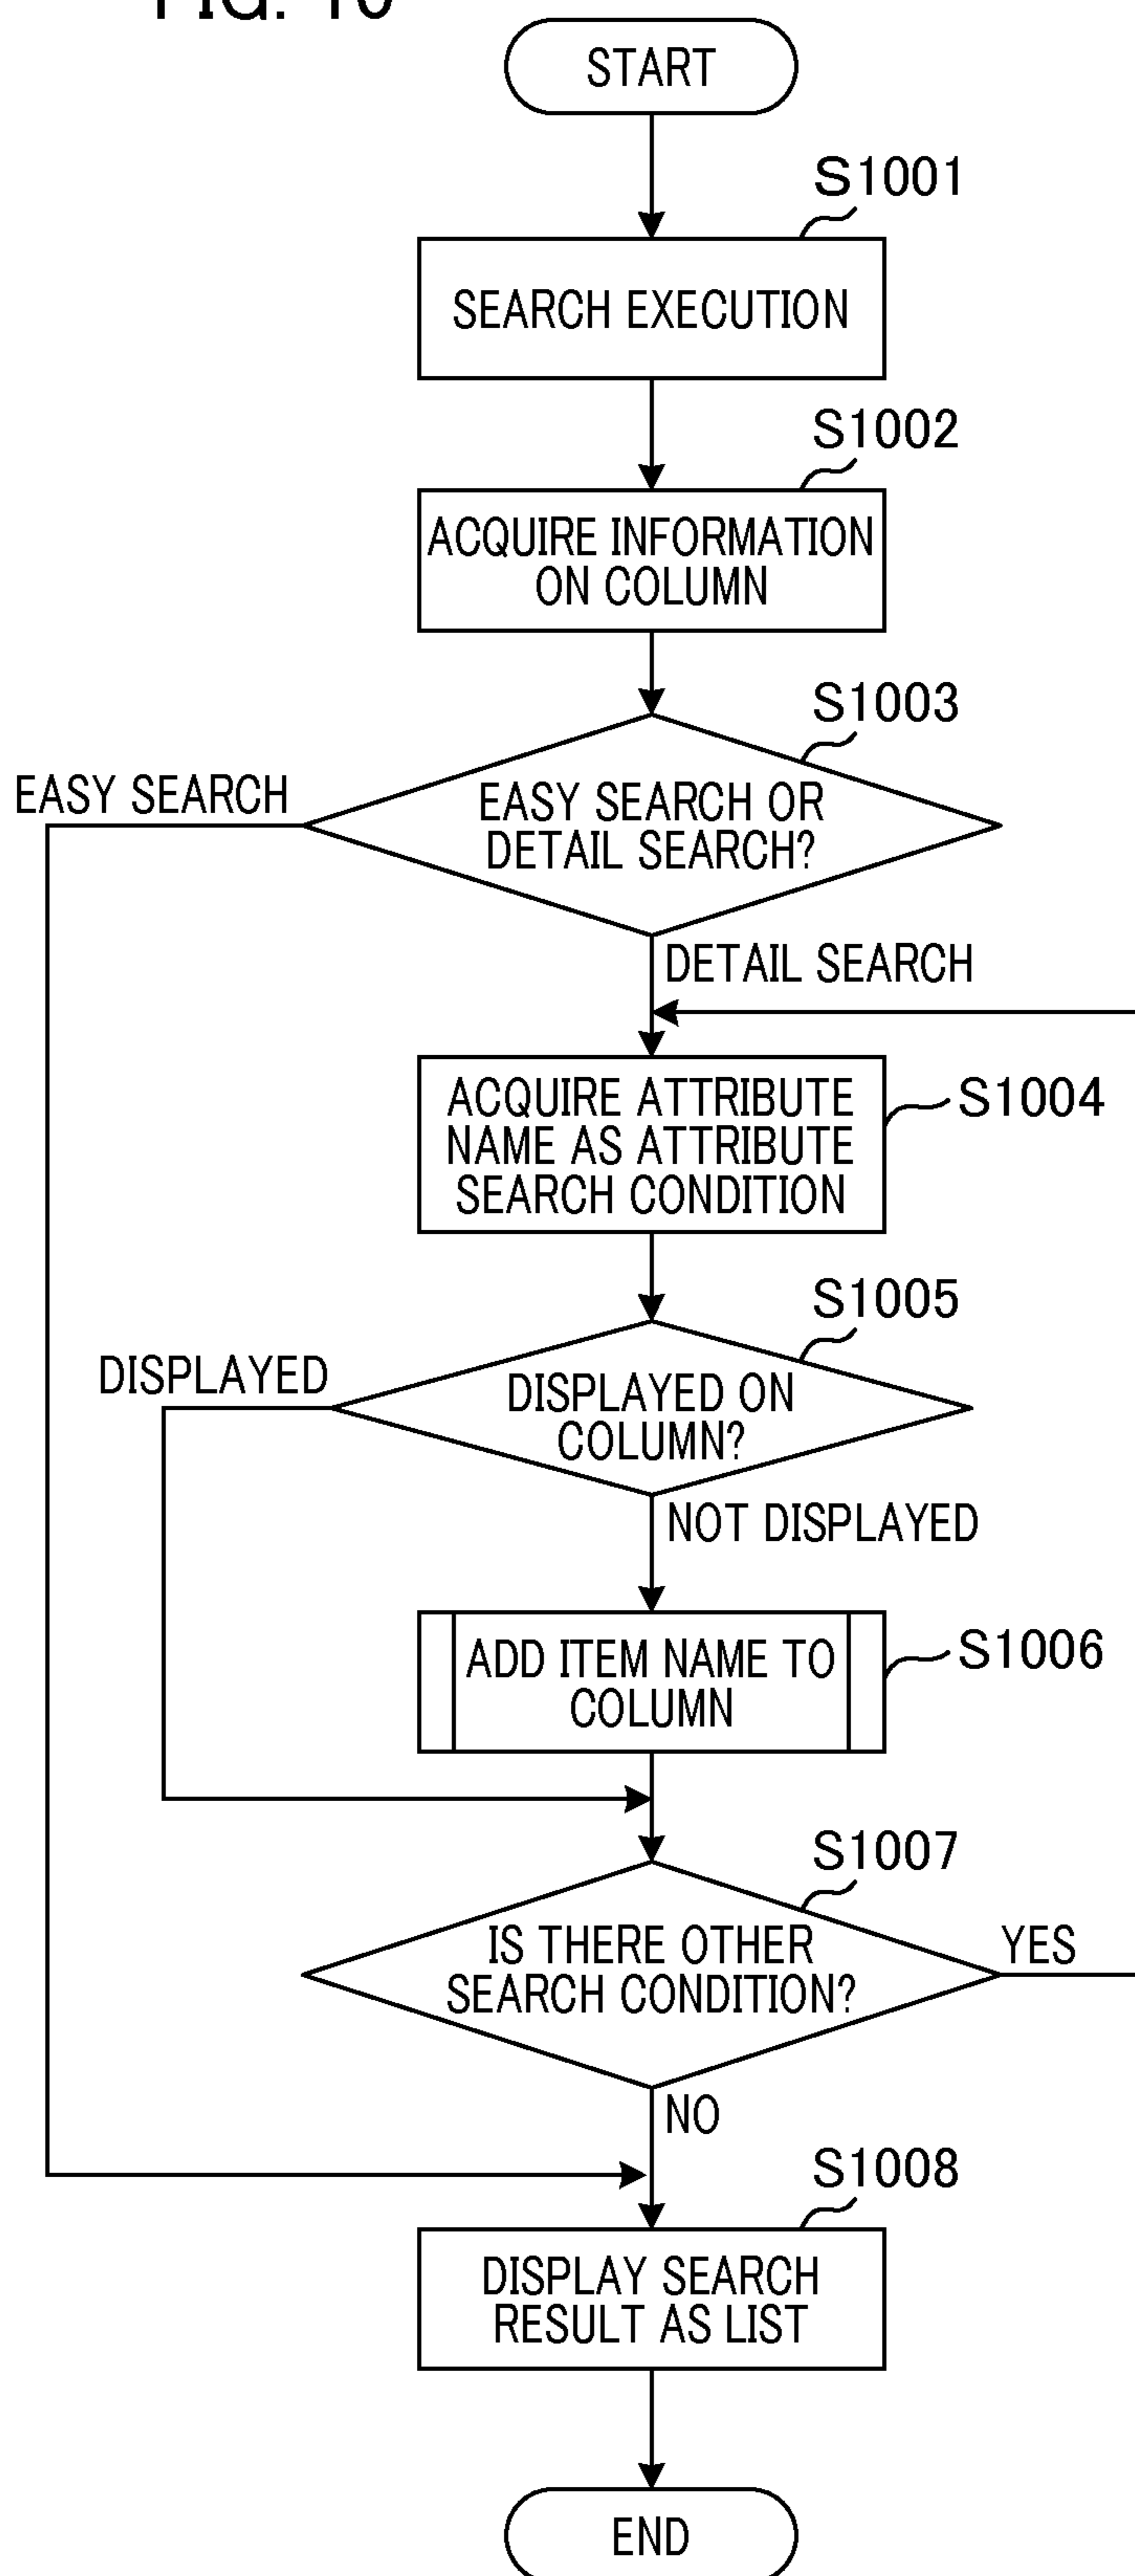 FIG. 10
START
S1001
SEARCH EXECUTION
S1002
ACQUIRE INFORMATION
ON COLUMN
S1003
EASY SEARCH
EASY SEARCH OR
DETAIL SEARCH?
DETAIL SEARCH
ACQUIRE ATTRIBUTE
NAME AS ATTRIBUTE
SEARCH CONDITION
S1004
S1005
DISPLAYED
DISPLAYED ON
COLUMN?
NOT DISPLAYED
ADD ITEM NAME TO
COLUMN
S1006
S1007
IS THERE OTHER
SEARCH CONDITION?
YES
NO
S1008
DISPLAY SEARCH
RESULT AS LIST
END